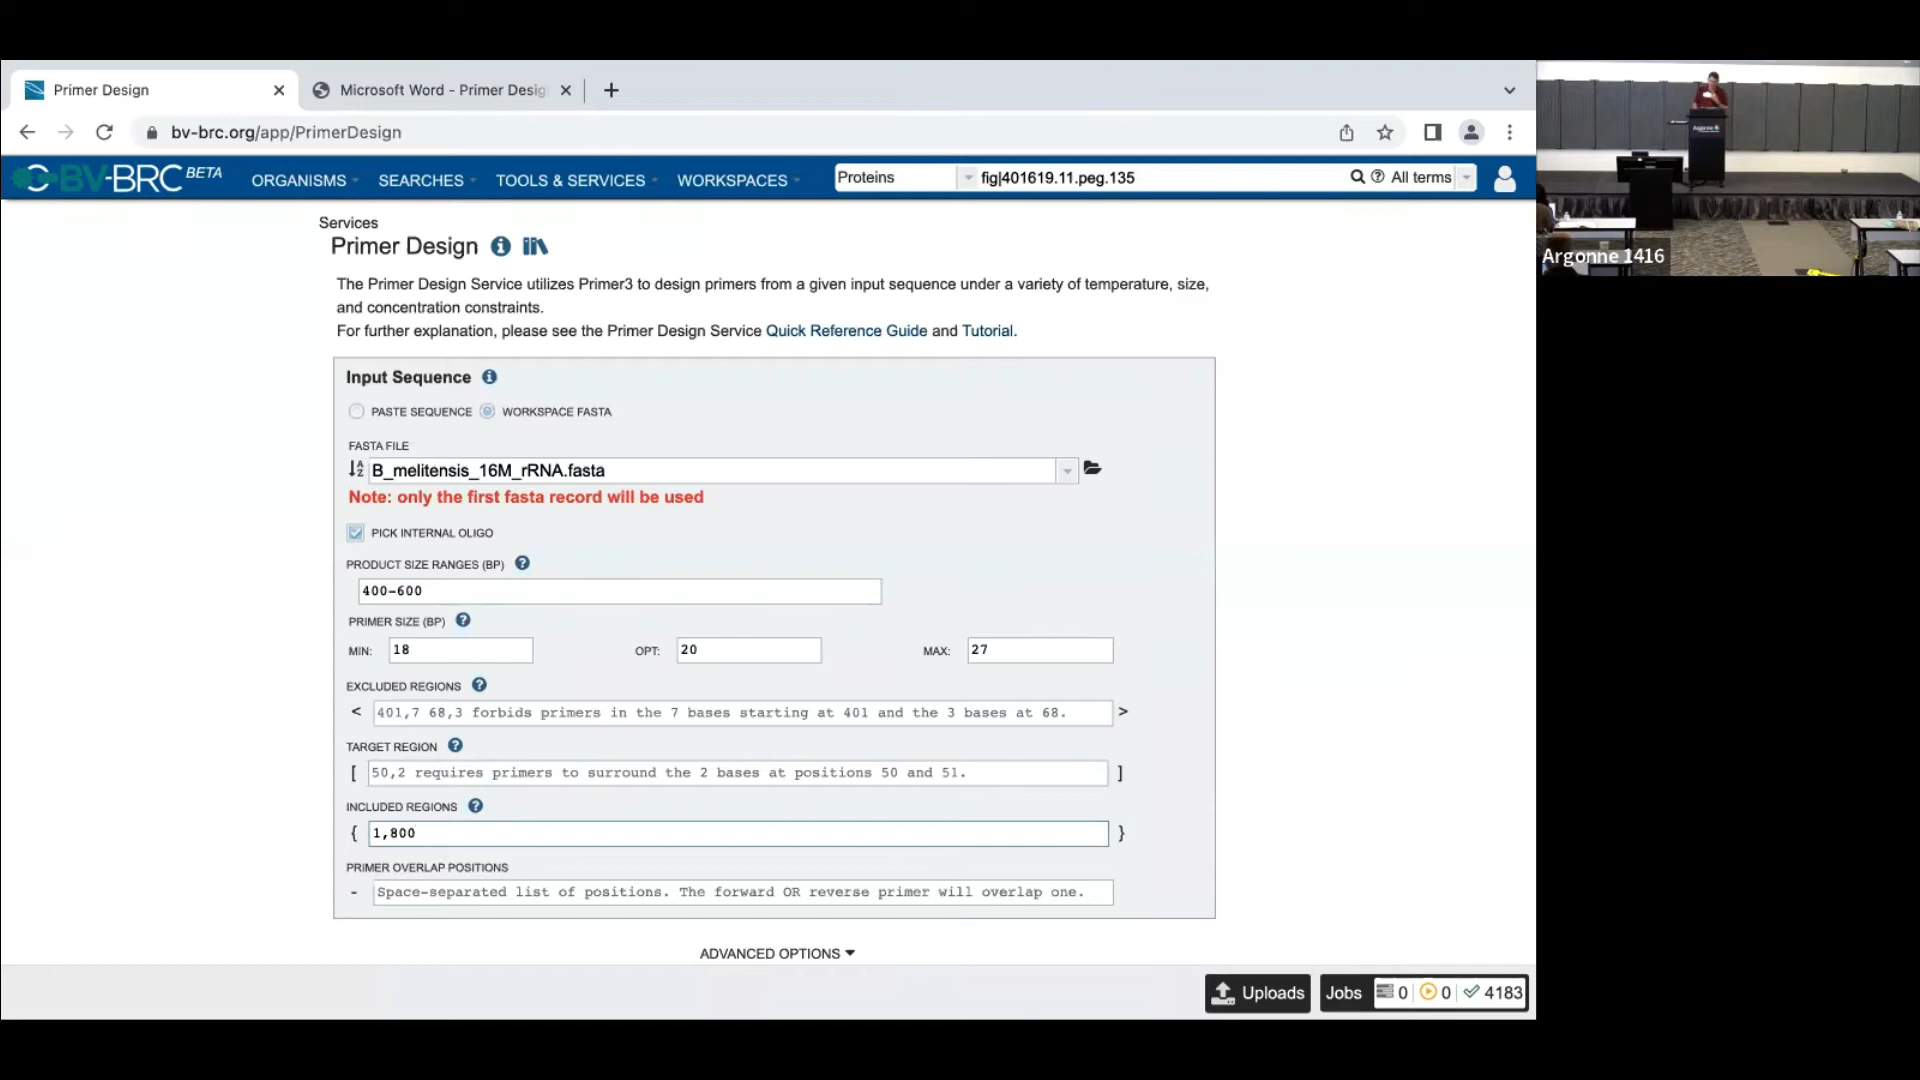 Primer Design
Microsoft Word - Primer Desig
bv-brc.org/app/PrimerDesign
BV-BRC BETA
ORGANISMS
SEARCHES
TOOLS & SERVICES
WORKSPACES
Proteins
fig|401619.11.peg.135
All terms
Services
Primer Design
The Primer Design Service utilizes Primer3 to design primers from a given input sequence under a variety of temperature, size,
and concentration constraints.
For further explanation, please see the Primer Design Service Quick Reference Guide and Tutorial.
Input Sequence
PASTE SEQUENCE WORKSPACE FASTA
FASTA FILE
B_melitensis_16M_rRNA.fasta
Note: only the first fasta record will be used
PICK INTERNAL OLIGO
PRODUCT SIZE RANGES (BP)
400-600
PRIMER SIZE (BP)
MIN: 18 OPT: 20 MAX: 27
EXCLUDED REGIONS
< 401,7 68,3 forbids primers in the 7 bases starting at 401 and the 3 bases at 68. >
TARGET REGION
[ 50,2 requires primers to surround the 2 bases at positions 50 and 51. ]
INCLUDED REGIONS
{ 1,800 }
PRIMER OVERLAP POSITIONS
- Space-separated list of positions. The forward OR reverse primer will overlap one.
ADVANCED OPTIONS
Uploads
Jobs 0 0 4183
Argonne
Argonne 1416